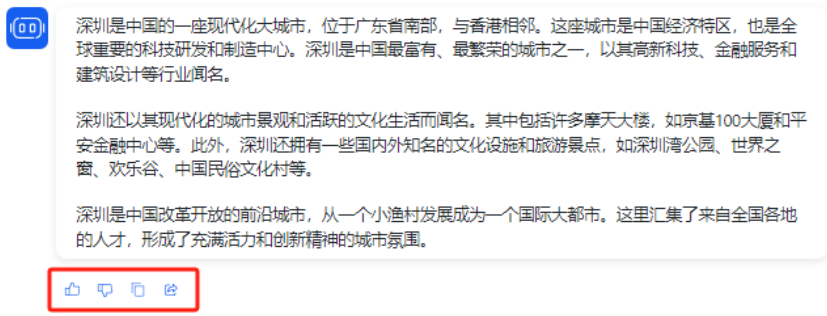 深圳是中国的一座现代化大城市，位于广东省南部，与香港相邻。这座城市是中国经济特区，也是全
球重要的科技研发和制造中心。深圳是中国最富有、最繁荣的城市之一，以其高新科技、金融服务和
建筑设计等行业闻名。
深圳还以其现代化的城市景观和活跃的文化生活而闻名。其中包括许多摩天大楼，如京基100大厦和平
安金融中心等。此外，深圳还拥有一些国内外知名的文化设施和旅游景点，如深圳湾公园、世界之
窗、欢乐谷、中国民俗文化村等。
深圳是中国改革开放的前沿城市，从一个小渔村发展成为一个国际大都市。这里汇集了来自全国各地
的人才，形成了充满活力和创新精神的城市氛围。